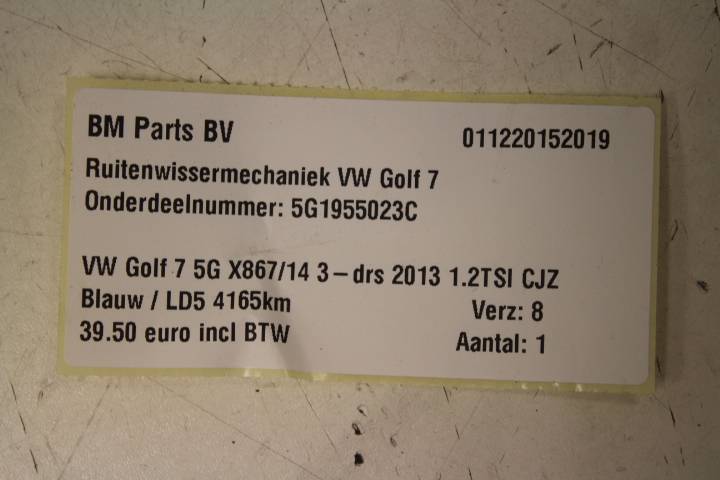 BM Parts BV 011220152019
Ruitenwissermechaniek VW Golf 7
Onderdeelnummer: 5G1955023C
VW Golf 7 5G X867/14 3-drs 2013 1.2TSI CJZ
Blauw / LD5 4165km Verz: 8
39.50 euro incl BTW Aantal: 1